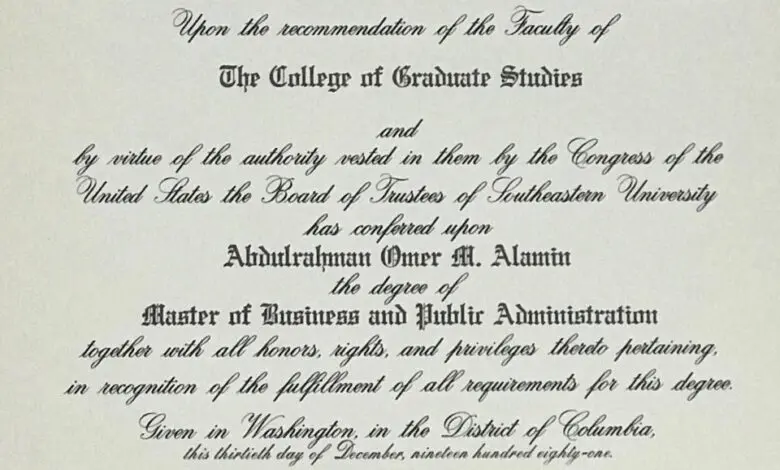 Upon the recommendation of the Faculty of
The College of Graduate Studies
and
by virtue of the authority vested in them by the Congress of the
United States the Board of Trustees of Southeastern University
has conferred upon
Abdulrahman Omer M. Alamin
the degree of
Master of Business and Public Administration
together with all honors, rights, and privileges thereto pertaining,
in recognition of the fulfillment of all requirements for this degree.
Given in Washington, in the District of Columbia,
this thirtieth day of December, nineteen hundred eighty-one.